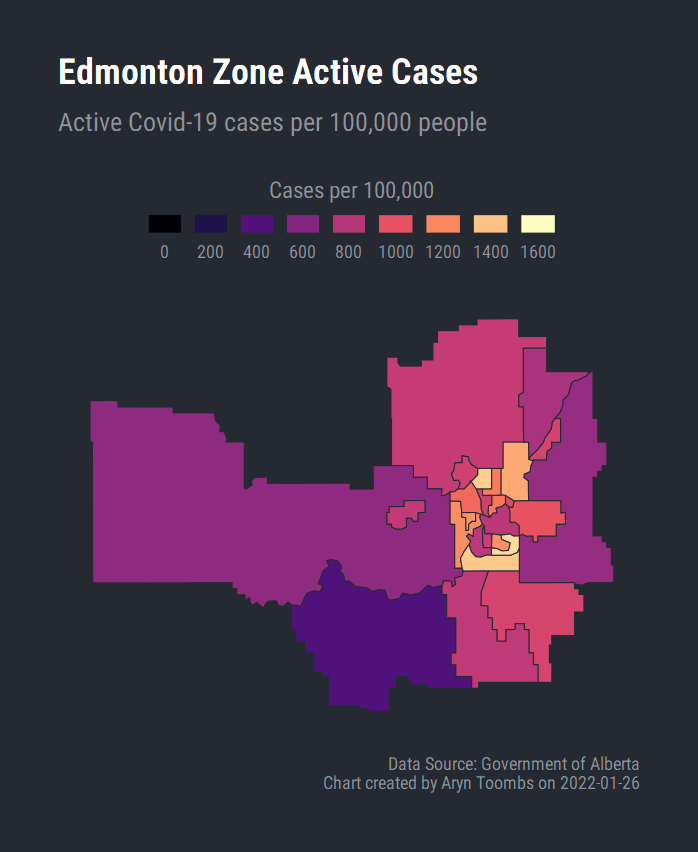 Edmonton Zone Active Cases
Active Covid-19 cases per 100,000 people
Cases per 100,000
0 200 400 600 800 1000 1200 1400 1600
Data Source: Government of Alberta
Chart created by Aryn Toombs on 2022-01-26